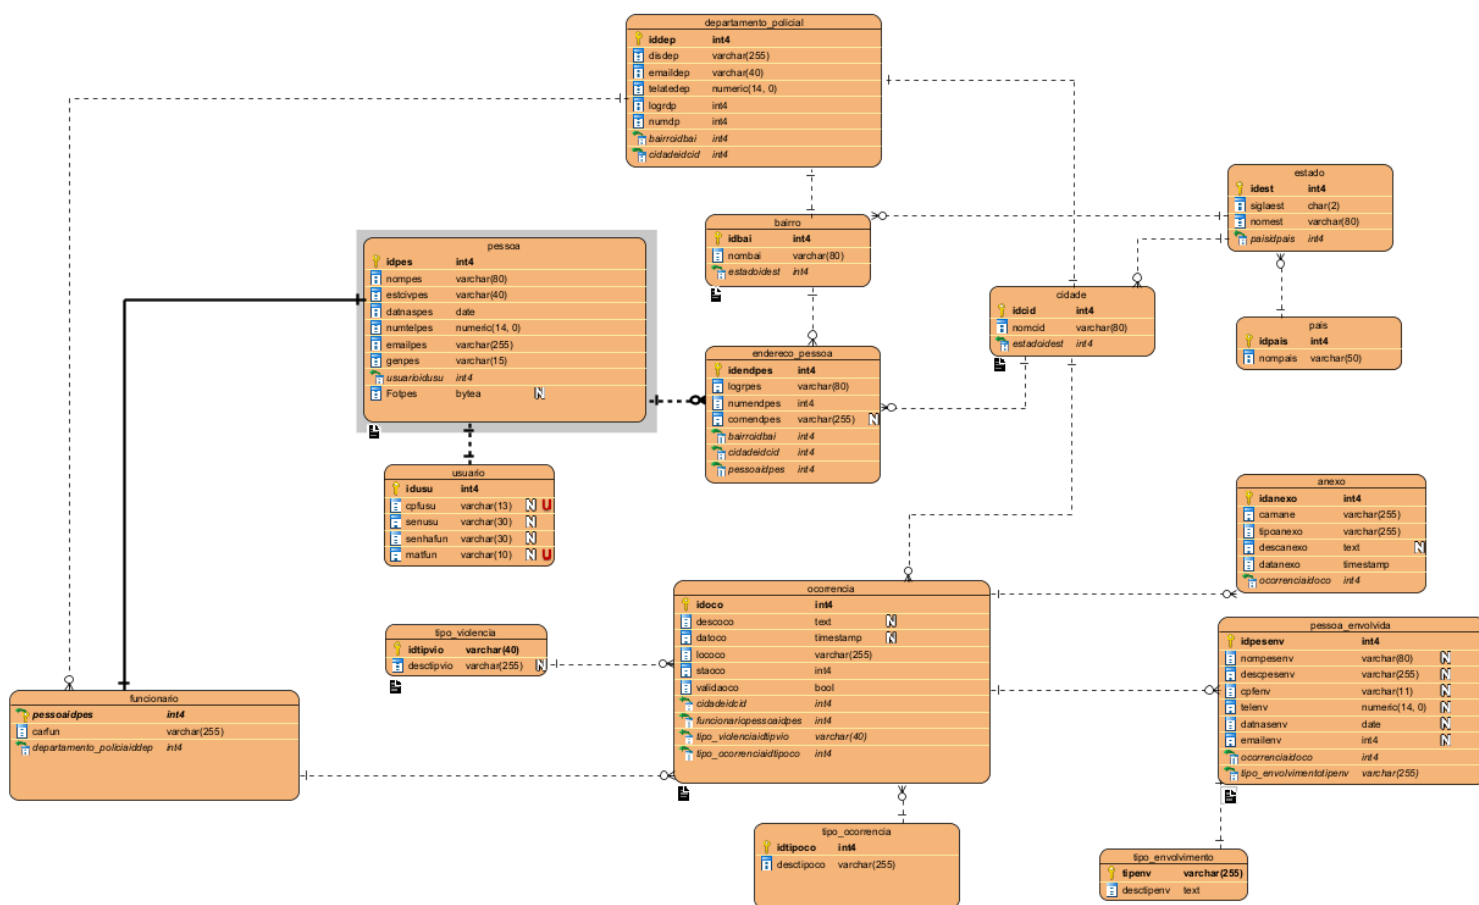 departamento_policial
iddep int4
disdep varchar(255)
emaildep varchar(40)
telatedep numeric(14, 0)
logrdp int4
numdp int4
bairroidbai int4
cidadeidcid int4
estado
idest int4
siglaest char(2)
nomest varchar(80)
paisidpais int4
bairro
idbai int4
nombai varchar(80)
estadoidest int4
pessoa
idpes int4
nompes varchar(80)
estcivpes varchar(40)
datnaspes date
numtelpes numeric(14, 0)
emailpes varchar(255)
genpes varchar(15)
usuarioidusu int4
Fotpes bytea N
cidade
idcid int4
nomcid varchar(80)
estadoidest int4
pais
idpais int4
nompais varchar(50)
endereco_pessoa
idendpes int4
logrpes varchar(80)
numendpes int4
comendpes varchar(255) N
bairroidbai int4
cidadeidcid int4
pessoaidpes int4
usuario
idusu int4
cpfusu varchar(13) N U
senusu varchar(30) N
senhafun varchar(30) N
matfun varchar(10) N U
anexo
idanexo int4
camane varchar(255)
tipoanexo varchar(255)
descanexo text N
datanexo timestamp
ocorrenciaidoco int4
ocorrencia
idoco int4
descoco text N
datoco timestamp N
lococo varchar(255)
staoco int4
validaoco bool
cidadeidcid int4
funcionariopessoaidpes int4
tipo_violenciaidtipvio varchar(40)
tipo_ocorrenciaidtipoco int4
tipo_violencia
idtipvio varchar(40)
desctipvio varchar(255) N
pessoa_envolvida
idpesenv int4
nompesenv varchar(80) N
descpesenv varchar(255) N
cpfenv varchar(11) N
telenv numeric(14, 0) N
datnasenv date N
emailenv int4 N
ocorrenciaidoco int4
tipo_envolvimentotipenv varchar(255)
funcionario
pessoaidpes int4
carfun varchar(255)
departamento_policialiddep int4
tipo_ocorrencia
idtipoco int4
desctipoco varchar(255)
tipo_envolvimento
tipenv varchar(255)
desctipenv text